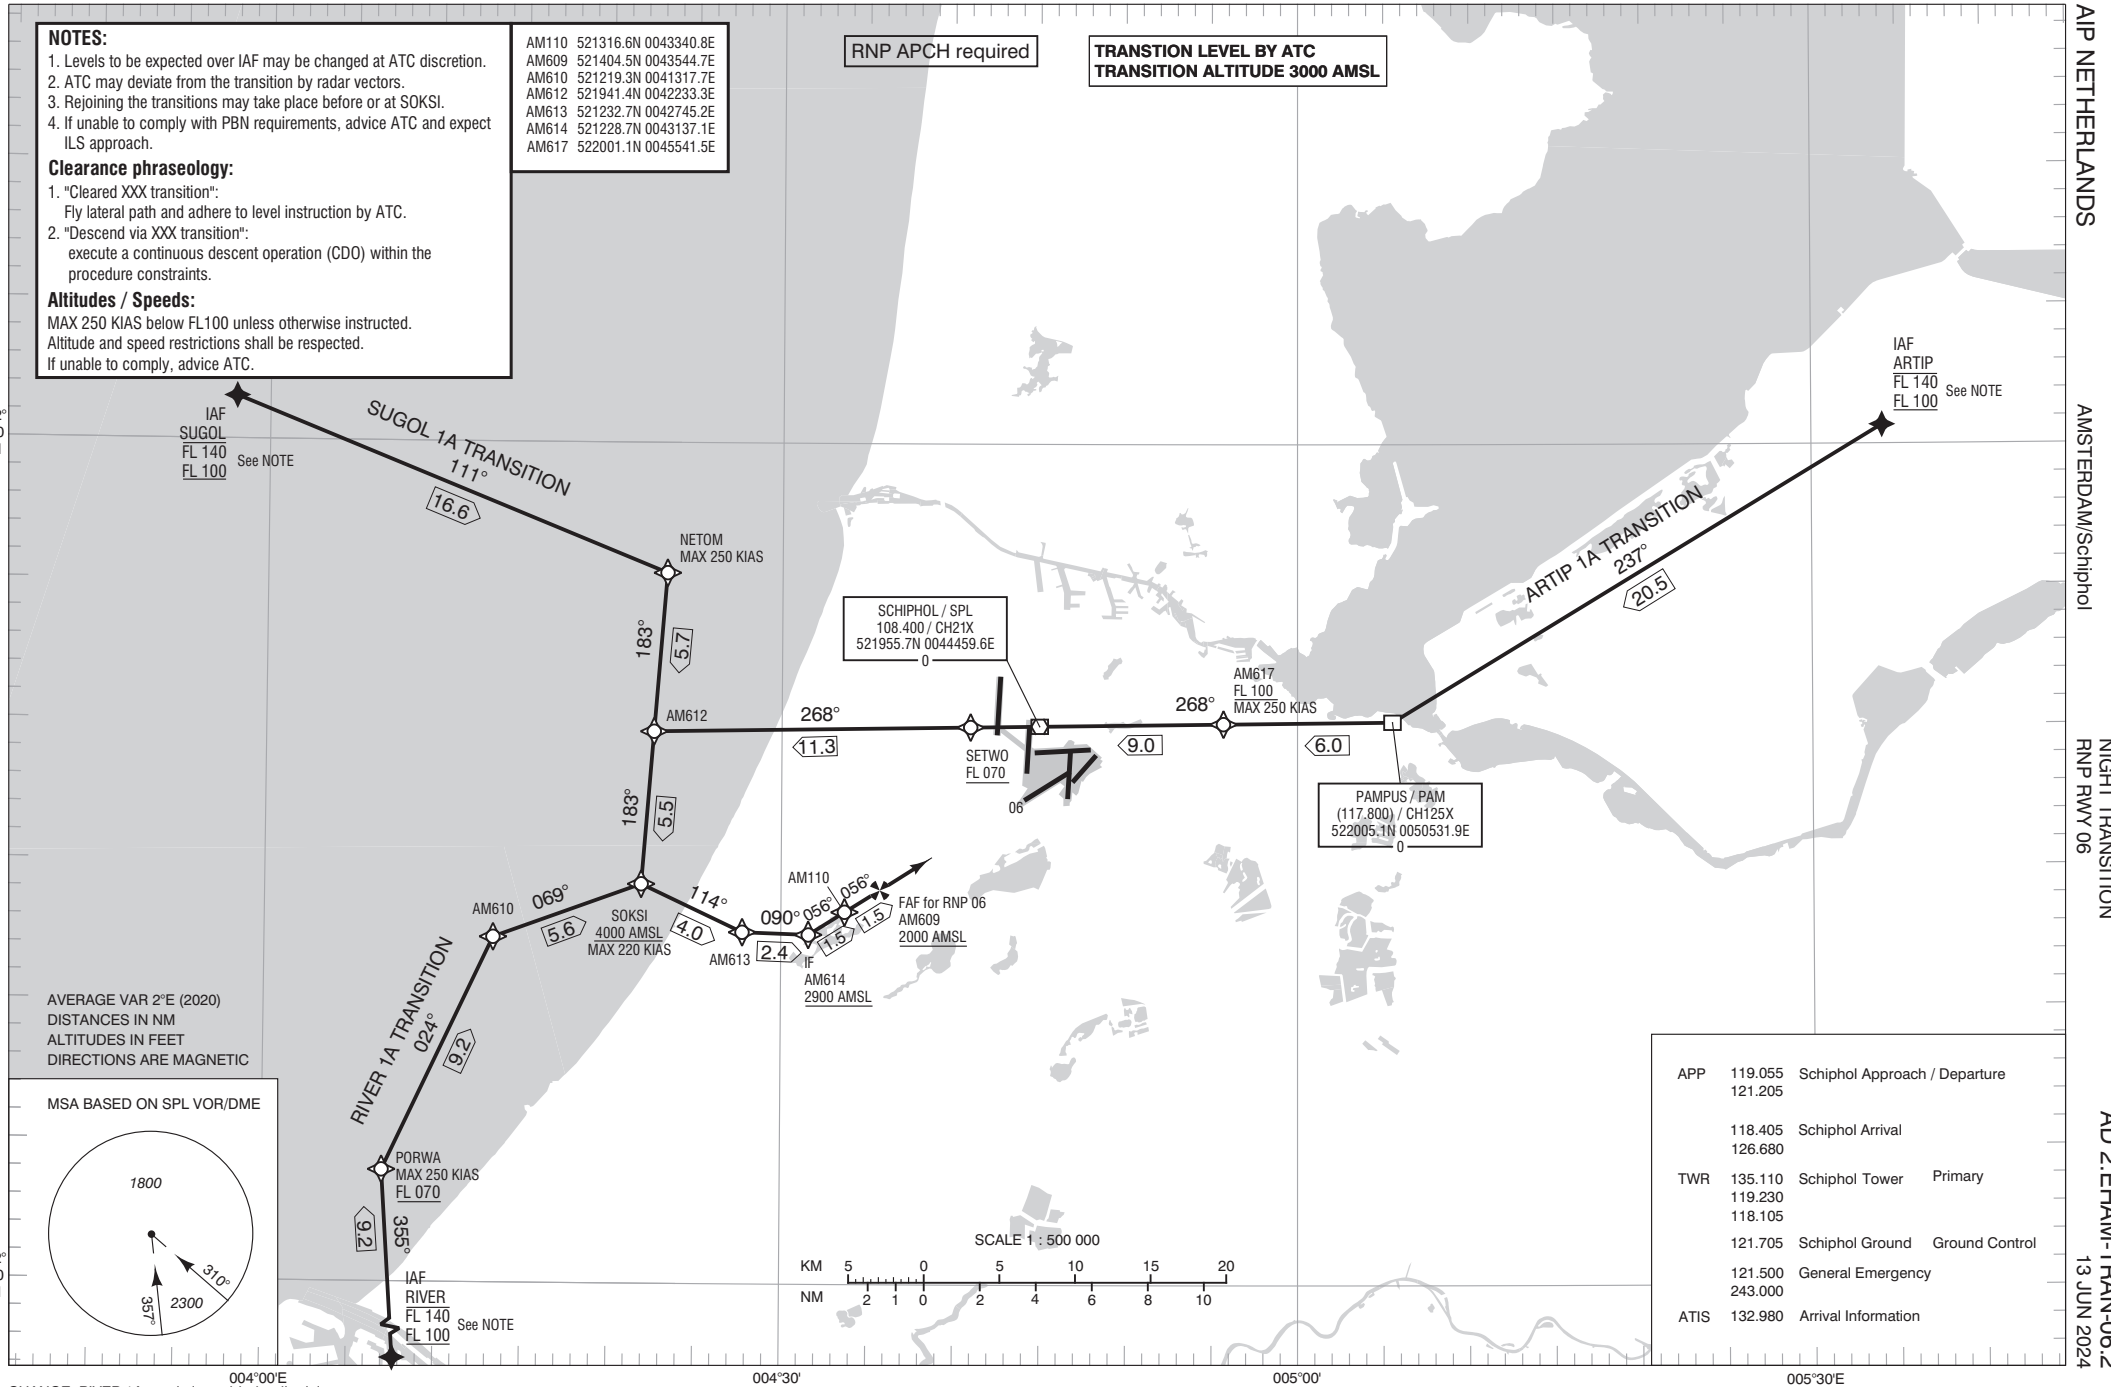 NOTES:
1. Levels to be expected over IAF may be changed at ATC discretion.
2. ATC may deviate from the transition by radar vectors.
3. Rejoining the transitions may take place before or at SOKSI.
4. If unable to comply with PBN requirements, advice ATC and expect
ILS approach.
Clearance phraseology:
1. "Cleared XXX transition":
Fly lateral path and adhere to level instruction by ATC.
2. "Descend via XXX transition":
execute a continuous descent operation (CDO) within the
procedure constraints.
Altitudes / Speeds:
MAX 250 KIAS below FL100 unless otherwise instructed.
Altitude and speed restrictions shall be respected.
If unable to comply, advice ATC.
AM110 521316.6N 0043340.8E
AM609 521404.5N 0043544.7E
AM610 521219.3N 0041317.7E
AM612 521941.4N 0042233.3E
AM613 521232.7N 0042745.2E
AM614 521228.7N 0043137.1E
AM617 522001.1N 0045541.5E
RNP APCH required
TRANSTION LEVEL BY ATC
TRANSITION ALTITUDE 3000 AMSL
AIP NETHERLANDS
AMSTERDAM/Schiphol
NIGHT TRANSITION
RNP RWY 06
AD 2.EHAM-TRAN-06.2
13 JUN 2024
IAF
ARTIP
FL 140
FL 100
See NOTE
IAF
SUGOL
FL 140
FL 100
See NOTE
SUGOL 1A TRANSITION
111°
16.6
NETOM
MAX 250 KIAS
183°
5.7
ARTIP 1A TRANSITION
237°
20.5
SCHIPHOL / SPL
108.400 / CH21X
521955.7N 0044459.6E
0
AM617
FL 100
MAX 250 KIAS
AM612
268°
11.3
268°
9.0
6.0
SETWO
FL 070
06
PAMPUS / PAM
(117.800) / CH125X
522005.1N 0050531.9E
0
183°
5.5
AM110
056°
056°
1.5
1.5
FAF for RNP 06
AM609
2000 AMSL
AM610
069°
5.6
SOKSI
4000 AMSL
MAX 220 KIAS
114°
4.0
090°
2.4
AM613
IF
AM614
2900 AMSL
RIVER 1A TRANSITION
024°
9.2
AVERAGE VAR 2°E (2020)
DISTANCES IN NM
ALTITUDES IN FEET
DIRECTIONS ARE MAGNETIC
MSA BASED ON SPL VOR/DME
1800
310°
2300
357°
PORWA
MAX 250 KIAS
FL 070
355°
9.2
IAF
RIVER
FL 140
FL 100
See NOTE
SCALE 1 : 500 000
KM 5 0 5 10 15 20
NM 2 1 0 2 4 6 8 10
APP 119.055 Schiphol Approach / Departure
121.205
118.405 Schiphol Arrival
126.680
TWR 135.110 Schiphol Tower Primary
119.230
118.105
121.705 Schiphol Ground Ground Control
121.500 General Emergency
243.000
ATIS 132.980 Arrival Information
004°00'E
004°30'
005°00'
005°30'E